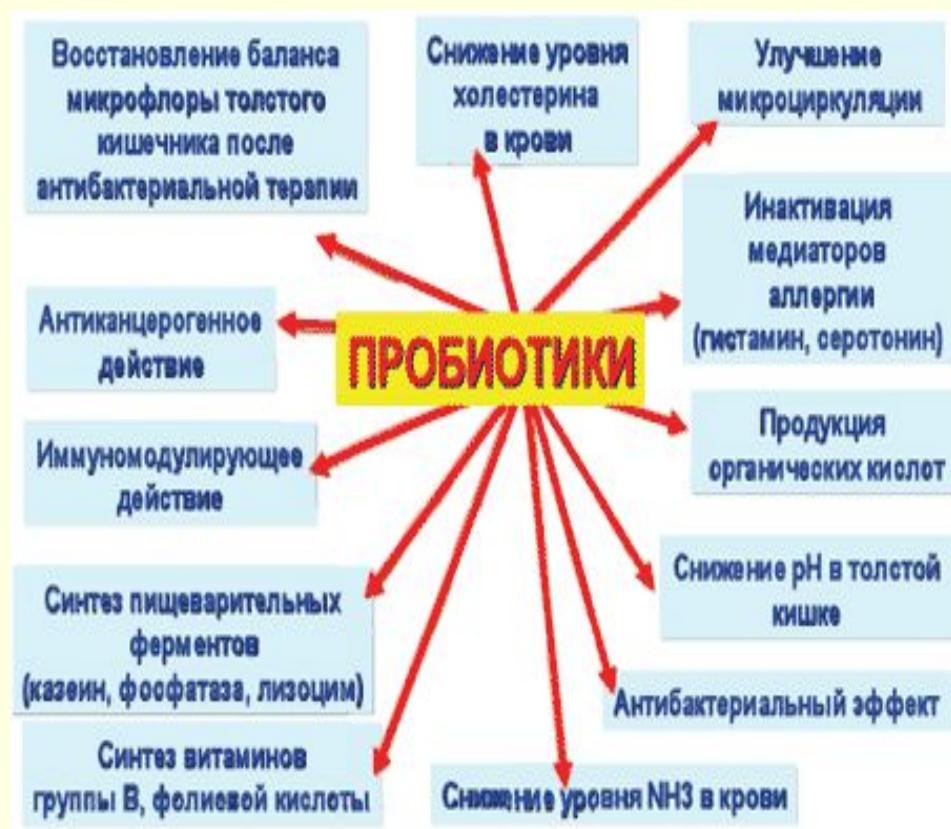 Восстановление баланса
микрофлоры толстого
кишечника после
антибактериальной терапии
Снижение уровня
холестерина
в крови
Улучшение
микроциркуляции
Инактивация
медиаторов
аллергии
(гистамин, серотонин)
Антиканцерогенное
действие
ПРОБИОТИКИ
Продукция
органических кислот
Иммуномодулирующее
действие
Снижение pH в толстой
кишке
Синтез пищеварительных
ферментов
(казеин, фосфатаза, лизоцим)
Антибактериальный эффект
Синтез витаминов
группы В, фолиевой кислоты
Снижение уровня NH3 в крови